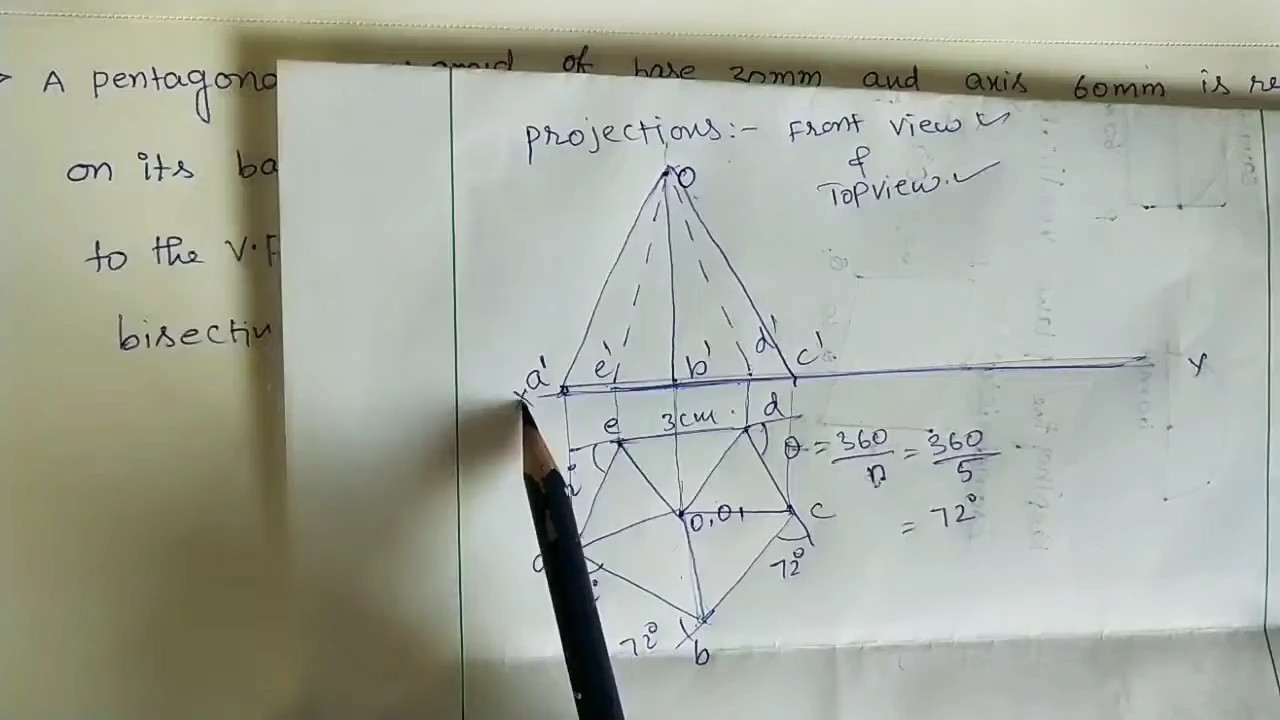 A pentagona of base 20mm and axis 60mm is re
on its ba
to the V.P
bisectin
projections:- Front view
&
Topview.
O
a' e' b' d' c'
X Y
e 3cm. d
θ = 360/n = 360/5
= 72°
O,O1 c
72°
72°
b